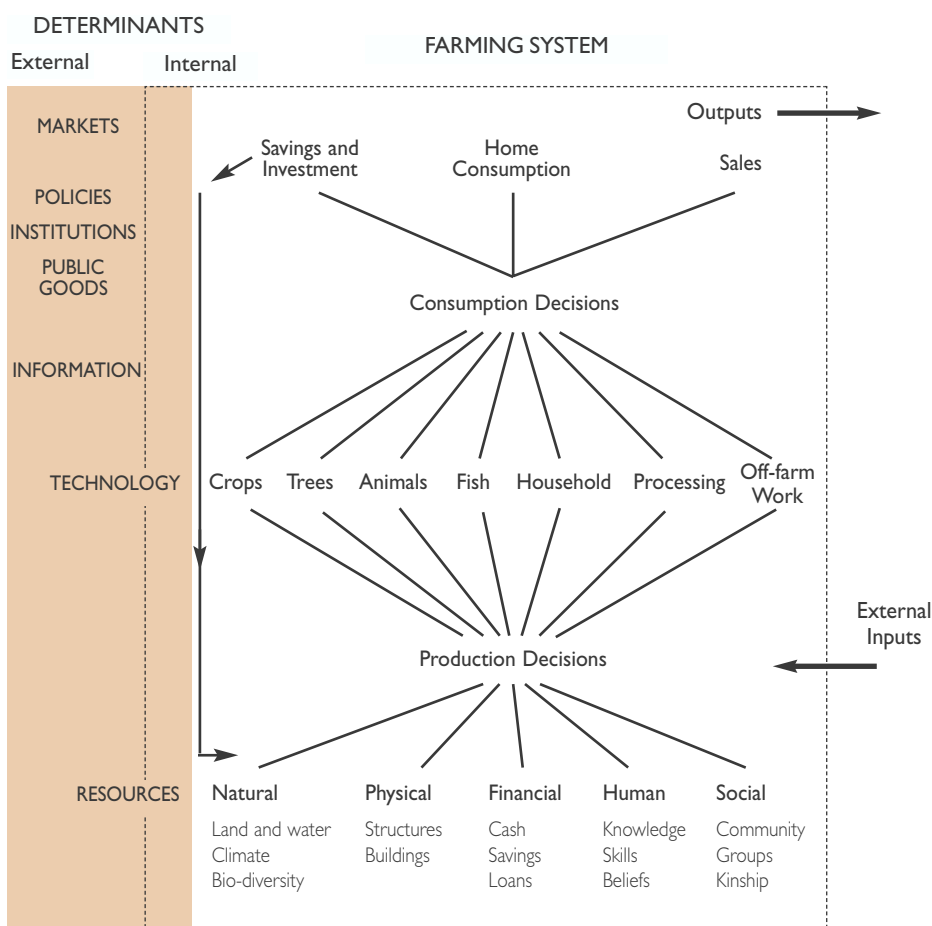 DETERMINANTS
External
Internal
FARMING SYSTEM
MARKETS
POLICIES
INSTITUTIONS
PUBLIC
GOODS
INFORMATION
TECHNOLOGY
RESOURCES
Outputs
Savings and
Investment
Home
Consumption
Sales
Consumption Decisions
Crops
Trees
Animals
Fish
Household
Processing
Off-farm
Work
External
Inputs
Production Decisions
Natural
Land and water
Climate
Bio-diversity
Physical
Structures
Buildings
Financial
Cash
Savings
Loans
Human
Knowledge
Skills
Beliefs
Social
Community
Groups
Kinship